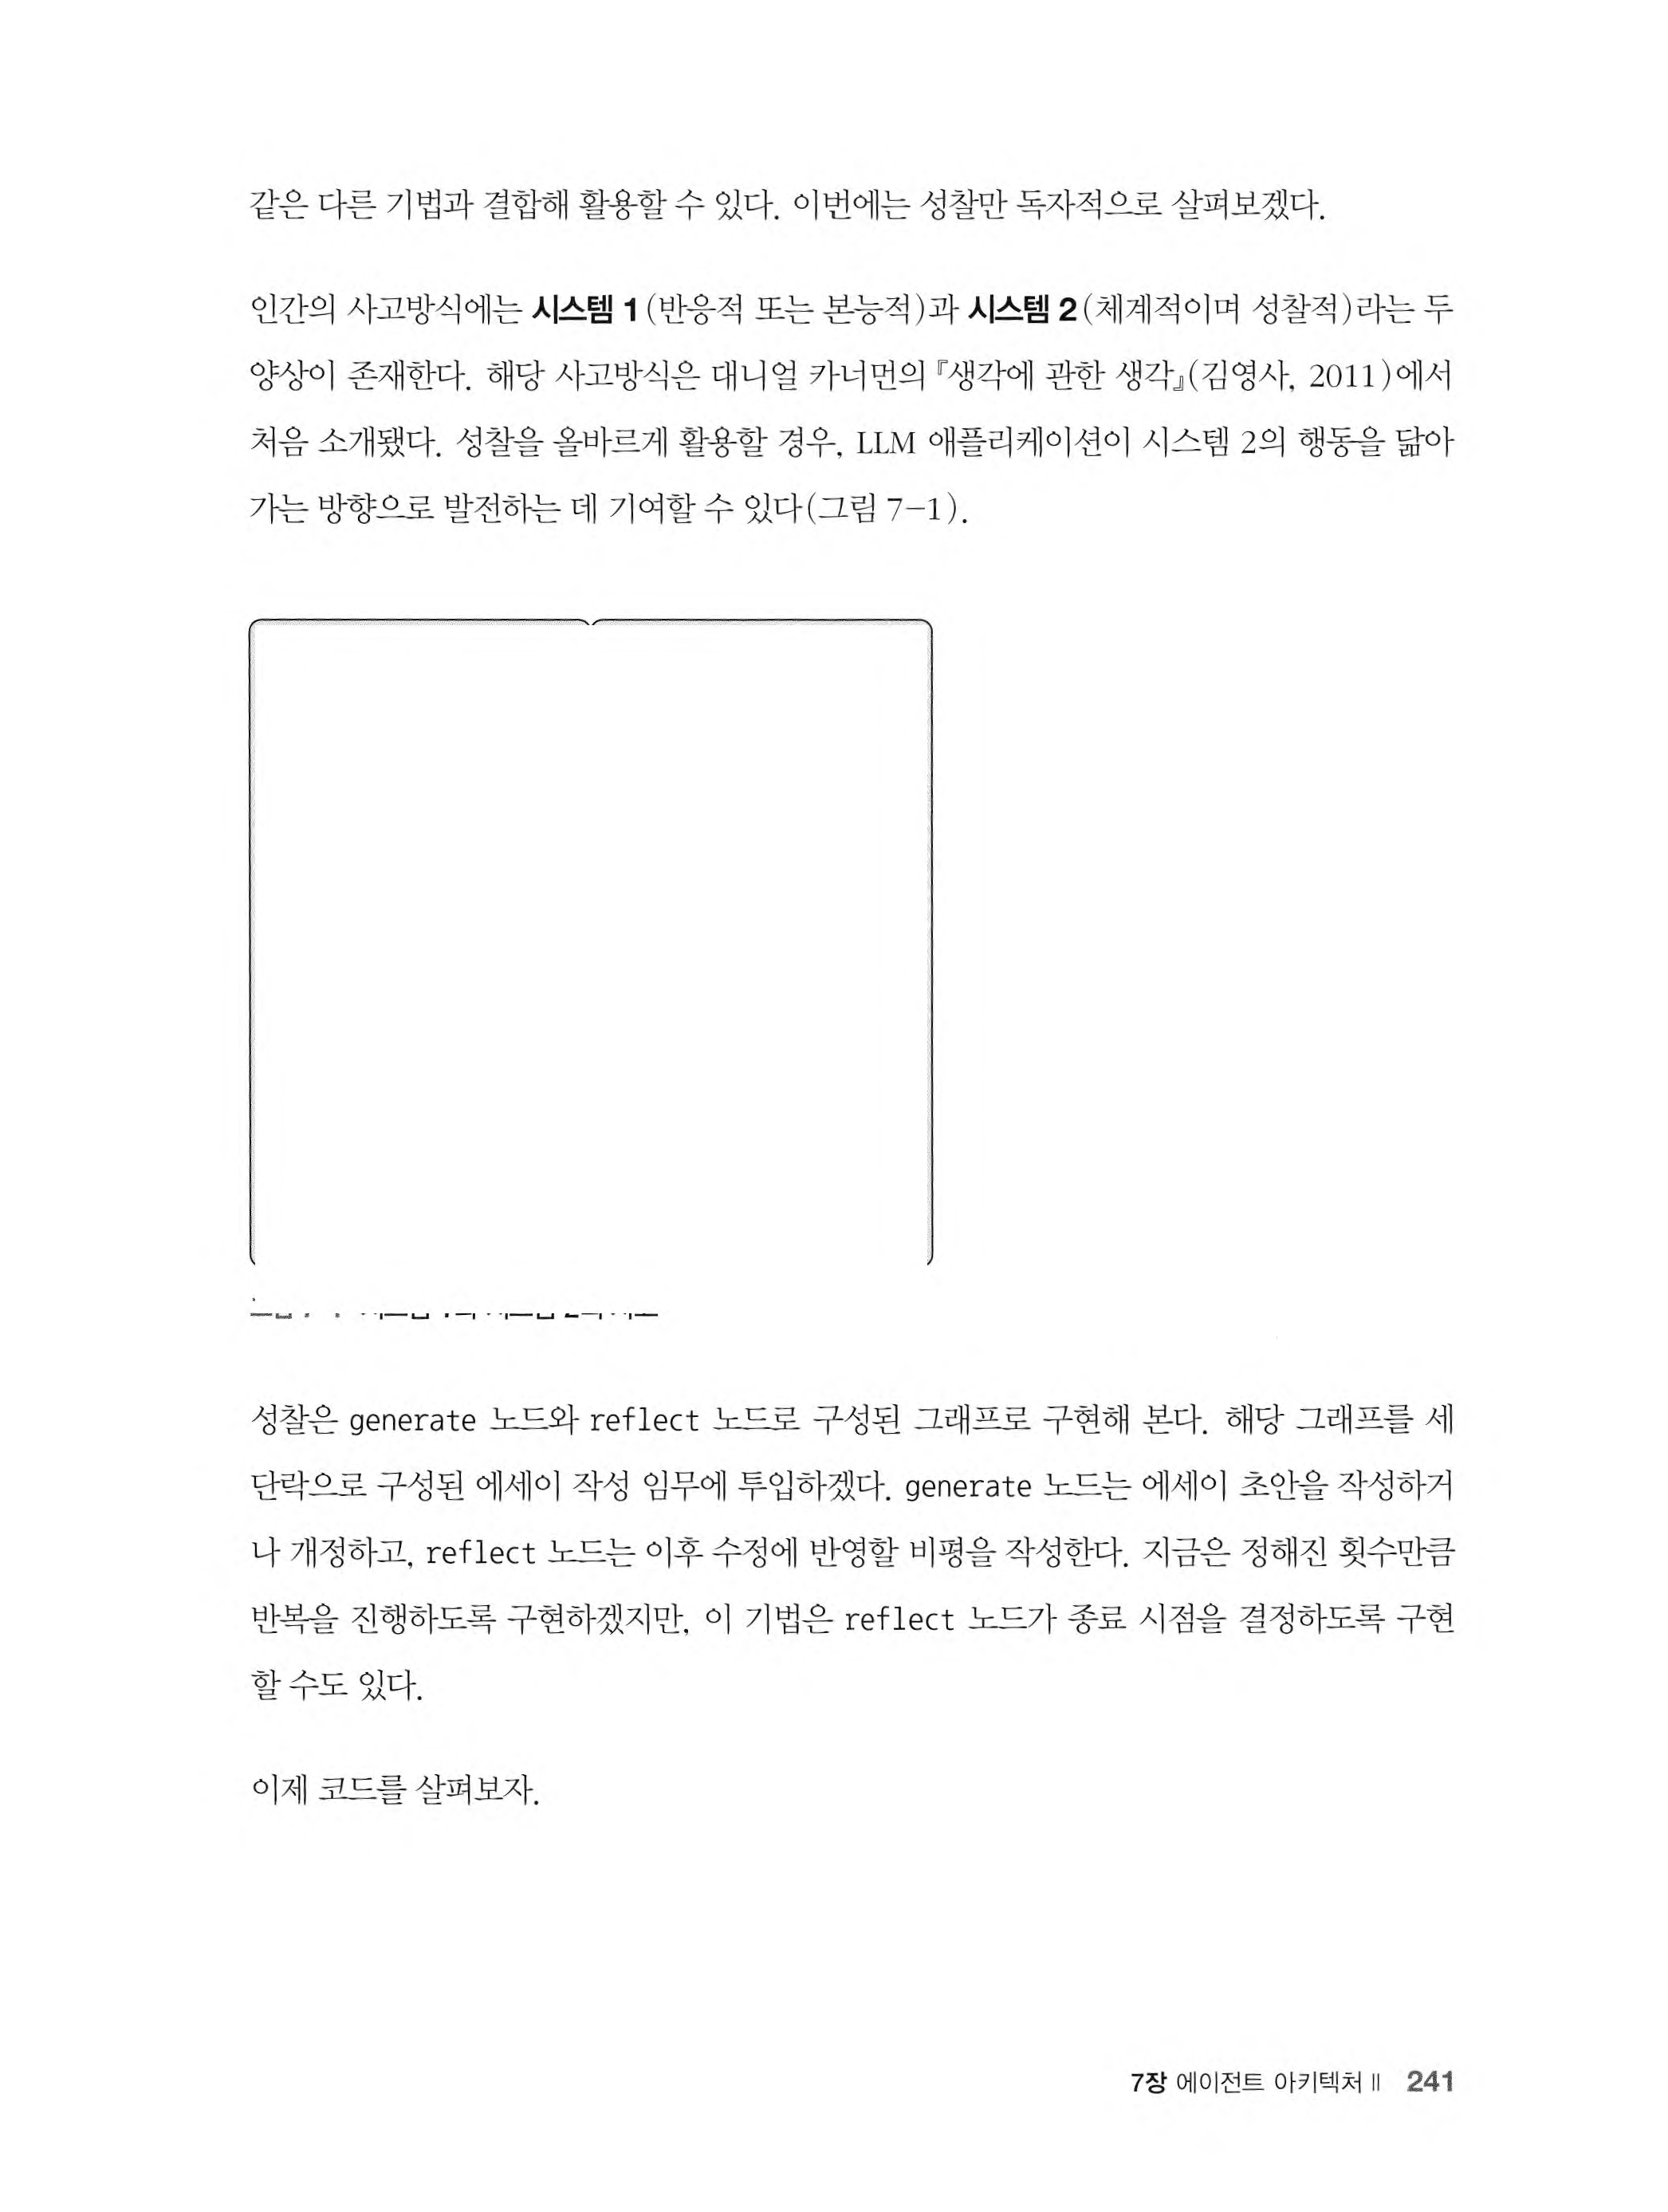 같은 다른 기법과 결합해 활용할 수 있다. 이번에는 성찰만 독자적으로 살펴보겠다.
인간의 사고방식에는 시스템 1(반응적 또는 본능적)과 시스템 2(체계적이며 성찰적)라는 두
양상이 존재한다. 해당 사고방식은 대니얼 카너먼의 『생각에 관한 생각』(김영사, 2011)에서
처음 소개됐다. 성찰을 올바르게 활용할 경우, LLM 애플리케이션이 시스템 2의 행동을 닮아
가는 방향으로 발전하는 데 기여할 수 있다(그림 7-1).
성찰은 generate 노드와 reflect 노드로 구성된 그래프로 구현해 본다. 해당 그래프를 세
단락으로 구성된 에세이 작성 임무에 투입하겠다. generate 노드는 에세이 초안을 작성하거
나 개정하고, reflect 노드는 이후 수정에 반영할 비평을 작성한다. 지금은 정해진 횟수만큼
반복을 진행하도록 구현하겠지만, 이 기법은 reflect 노드가 종료 시점을 결정하도록 구현
할 수도 있다.
이제 코드를 살펴보자.
7장 에이전트 아키텍처 II 241